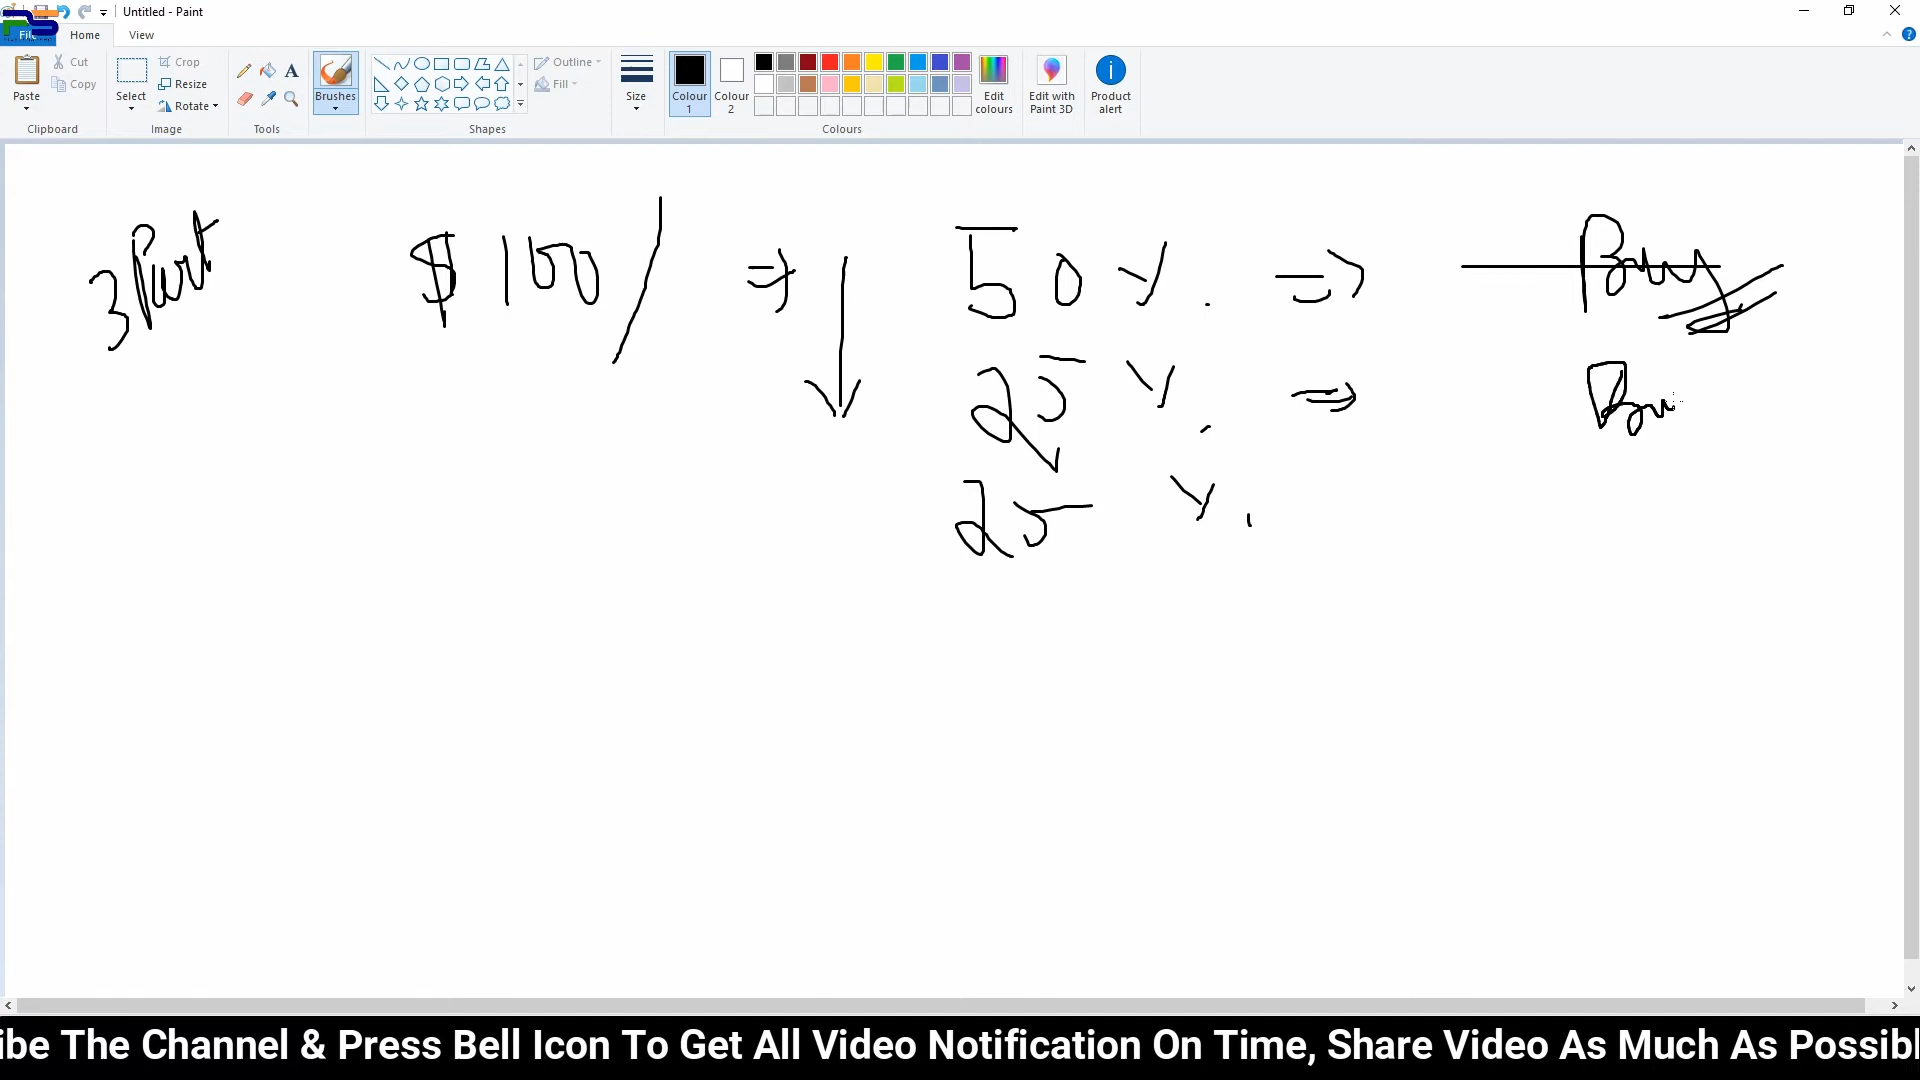 Untitled - Paint
File Home View
Paste
Cut
Copy
Clipboard
Select
Crop
Resize
Rotate
Image
Tools
Brushes
Shapes
Outline
Fill
Size
Colour 1
Colour 2
Edit colours
Colours
Edit with Paint 3D
Product alert
3 Part $ 100/ ⇒ 50 %. ⇒ Buy
25 %. ⇒ Bu
25 %.
ibe The Channel & Press Bell Icon To Get All Video Notification On Time, Share Video As Much As Possibl